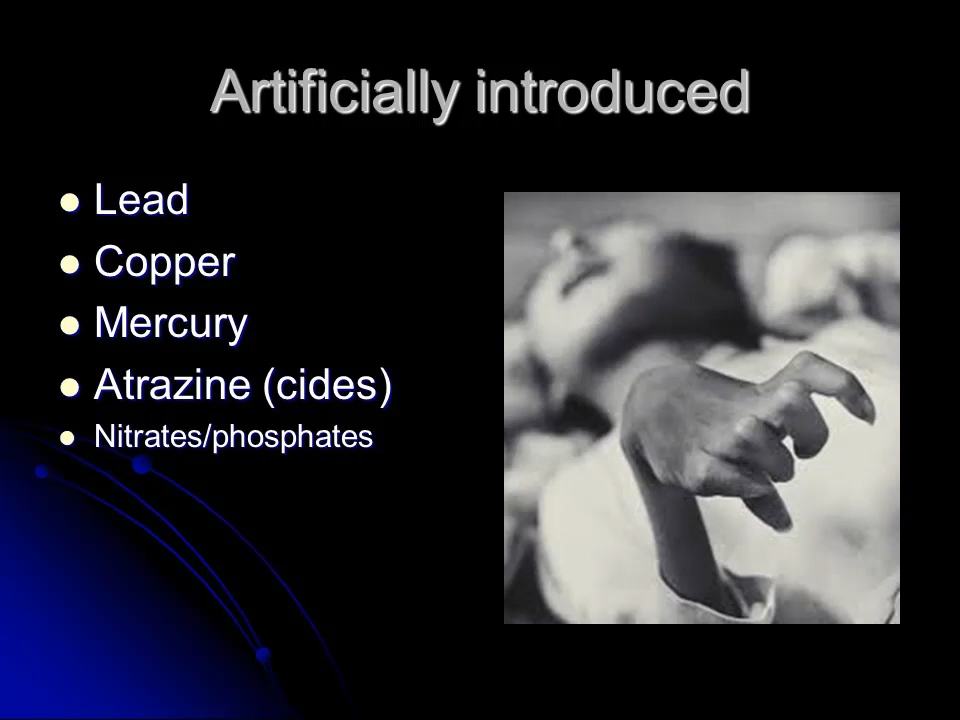 Artificially introduced
Lead
Copper
Mercury
Atrazine (cides)
Nitrates/phosphates